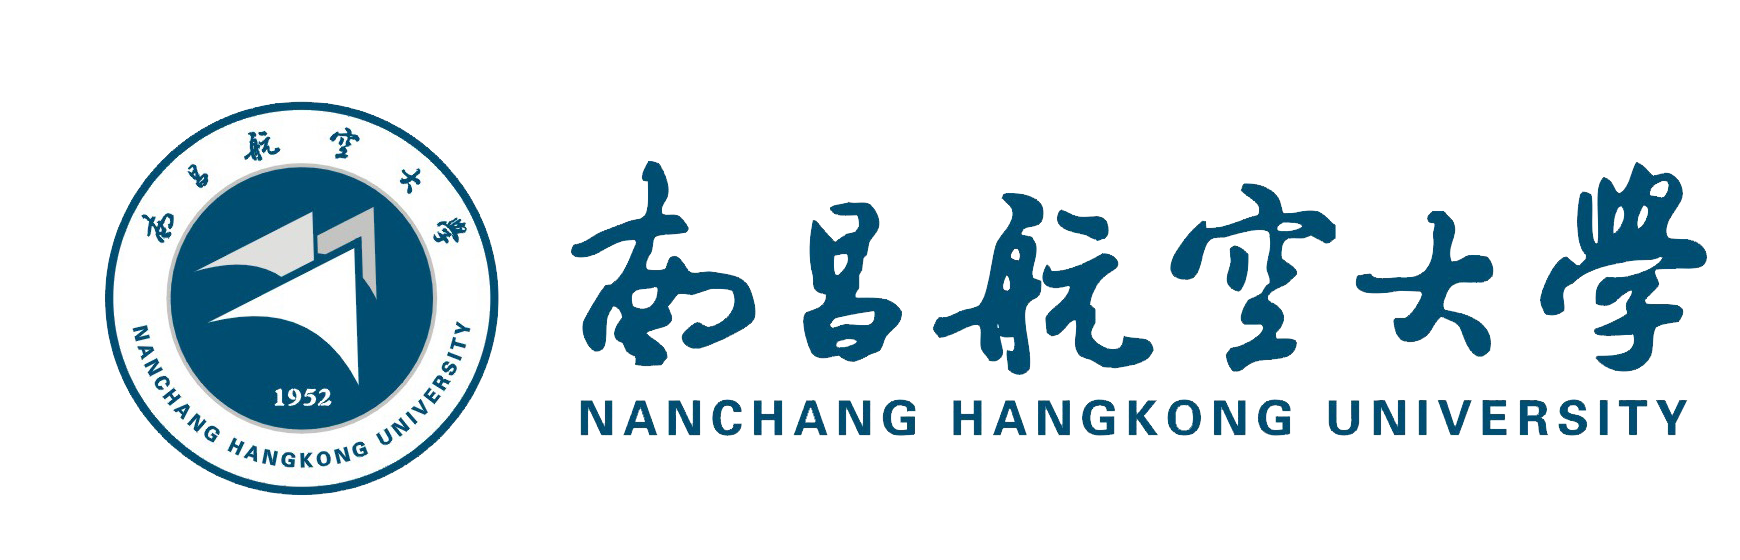 南昌航空大學
1952
NANCHANG HANGKONG UNIVERSITY
南昌航空大學
NANCHANG HANGKONG UNIVERSITY